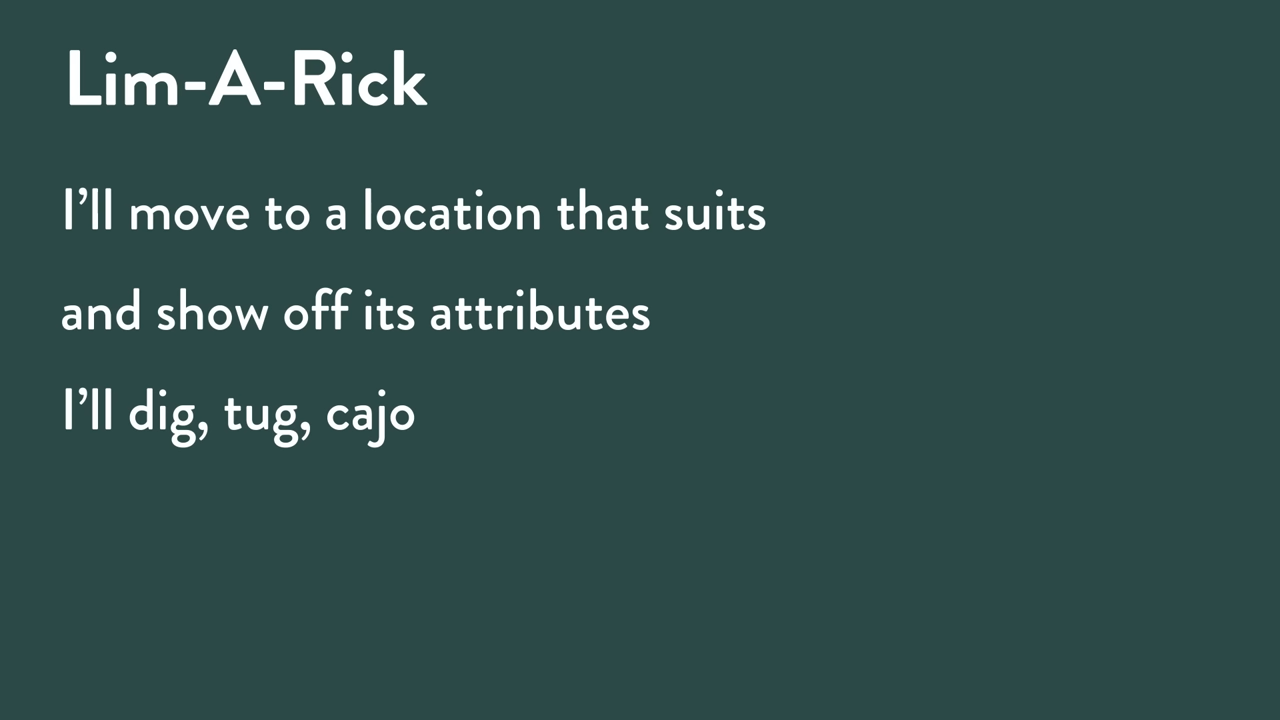 Lim-A-Rick
I'll move to a location that suits
and show off its attributes
I'll dig, tug, cajo